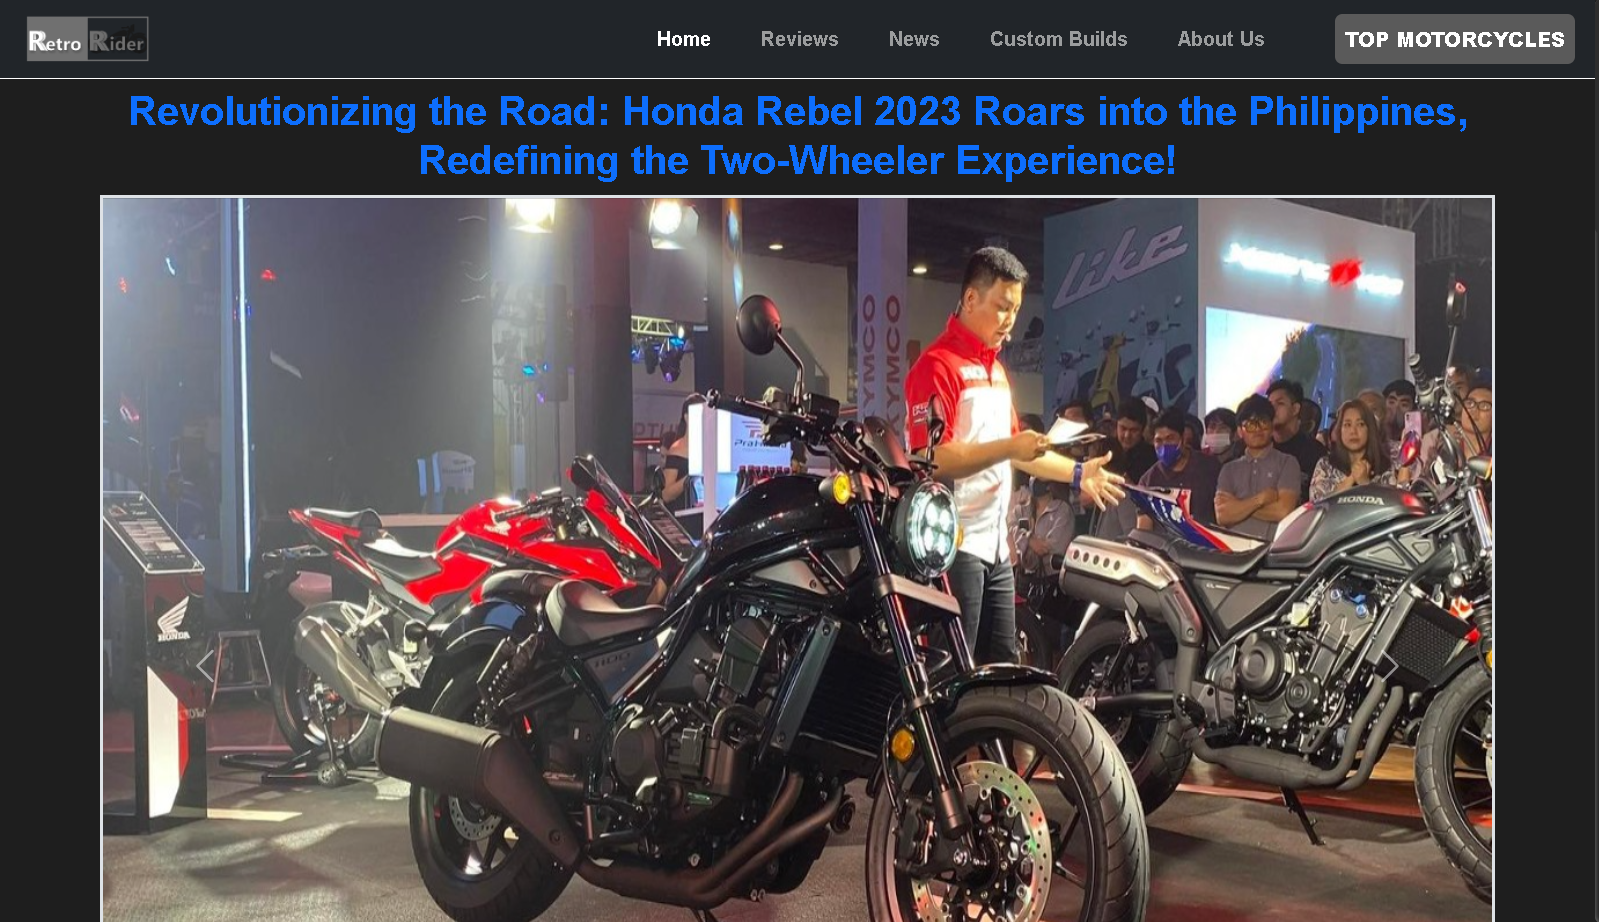 Retro Rider
Home
Reviews
News
Custom Builds
About Us
TOP MOTORCYCLES
Revolutionizing the Road: Honda Rebel 2023 Roars into the Philippines,
Redefining the Two-Wheeler Experience!
Like
KYMCO
KYMCO
HONDA
HONDA
1100